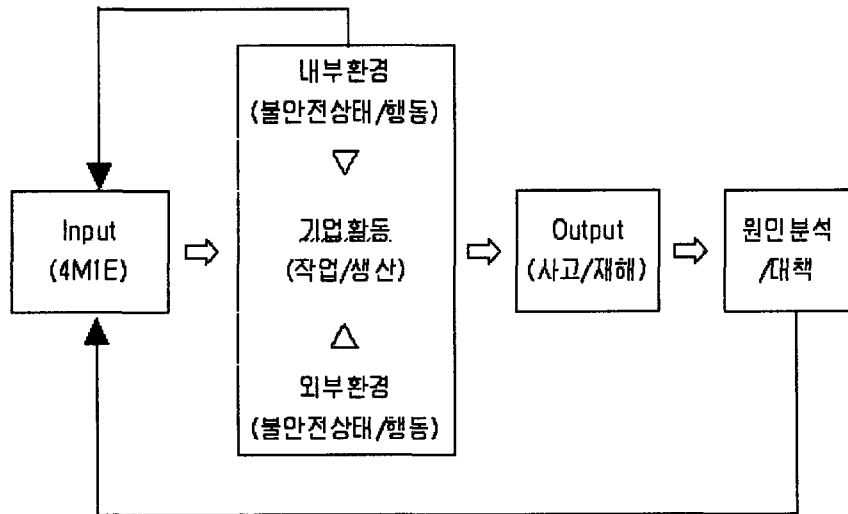 내부환경
(불안전상태/행동)
Input
(4M1E)
기업활동
(작업/생산)
Output
(사고/재해)
원민분석
/대책
외부환경
(불안전상태/행동)